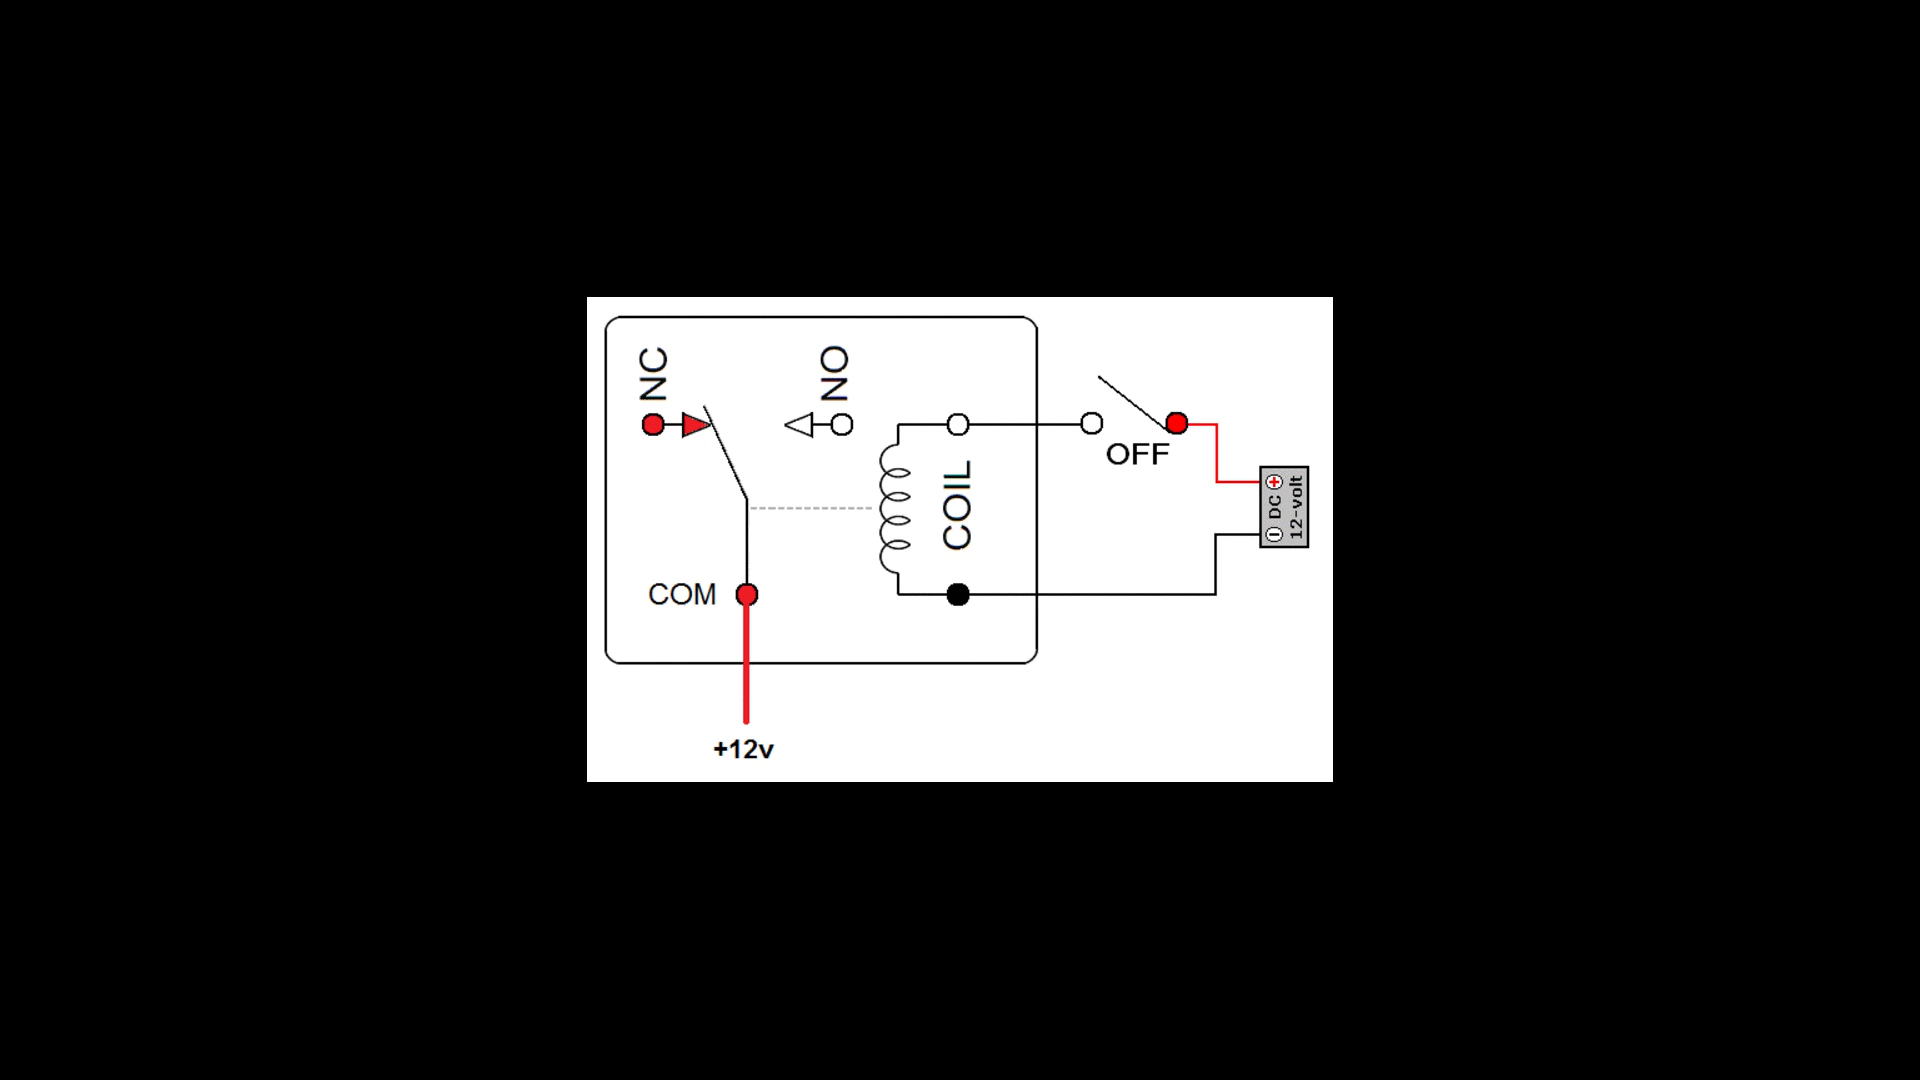 NC
NO
COIL
COM
+12v
OFF
+
−
DC
12-volt